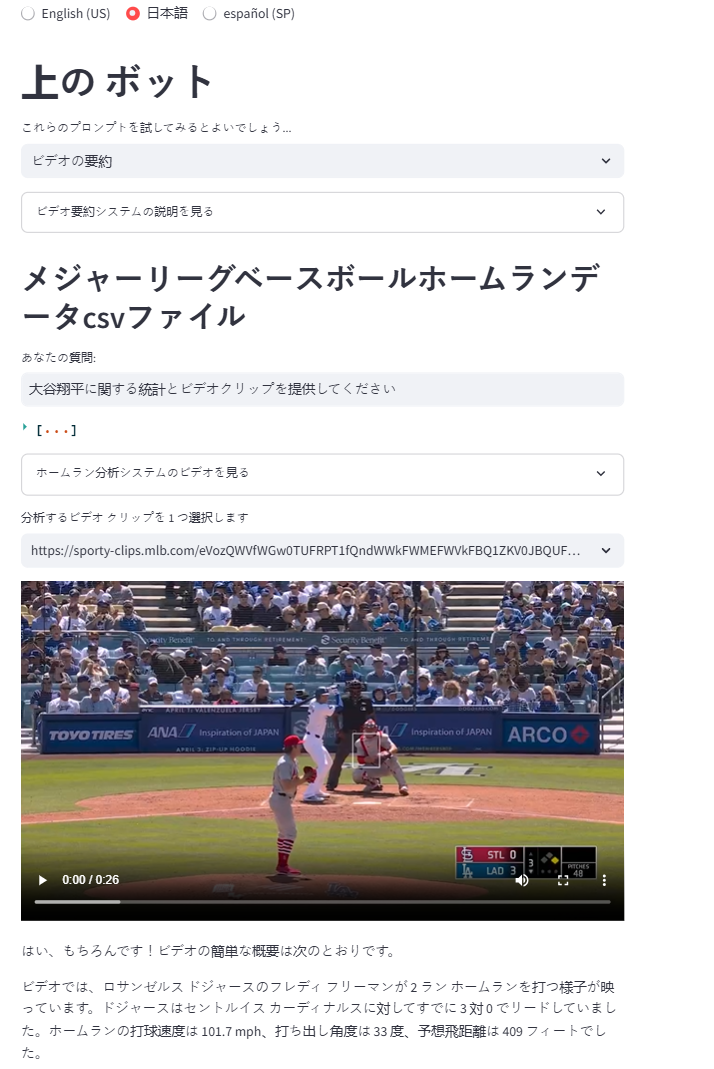 English (US) 日本語 español (SP)
上の ボット
これらのプロンプトを試してみるとよいでしょう...
ビデオの要約
ビデオ要約システムの説明を見る
メジャーリーグベースボールホームランデ
ータcsvファイル
あなたの質問:
大谷翔平に関する統計とビデオクリップを提供してください
[...]
ホームラン分析システムのビデオを見る
分析するビデオ クリップを 1 つ選択します
https://sporty-clips.mlb.com/eVozQWVfWGw0TUFRPT1fQndWWkFWMEFWVkFBQ1ZKV0JBQUF...
Security Benefit TO AND THROUGH RETIREMENT Security Benefit
APRIL 1: VALENZUELA JERSEY
TOYO TIRES ANA Inspiration of JAPAN Inspiration of JAPAN ARCO
APRIL 3: ZIP-UP HOODIE
STL 0
LAD 3
3
PITCHES
48
0:00 / 0:26
はい、もちろんです！ビデオの簡単な概要は次のとおりです。
ビデオでは、ロサンゼルス ドジャースのフレディ フリーマンが 2 ラン ホームランを打つ様子が映
っています。ドジャースはセントルイス カーディナルスに対してすでに 3 対 0 でリードしていまし
た。ホームランの打球速度は 101.7 mph、打ち出し角度は 33 度、予想飛距離は 409 フィートでし
た。